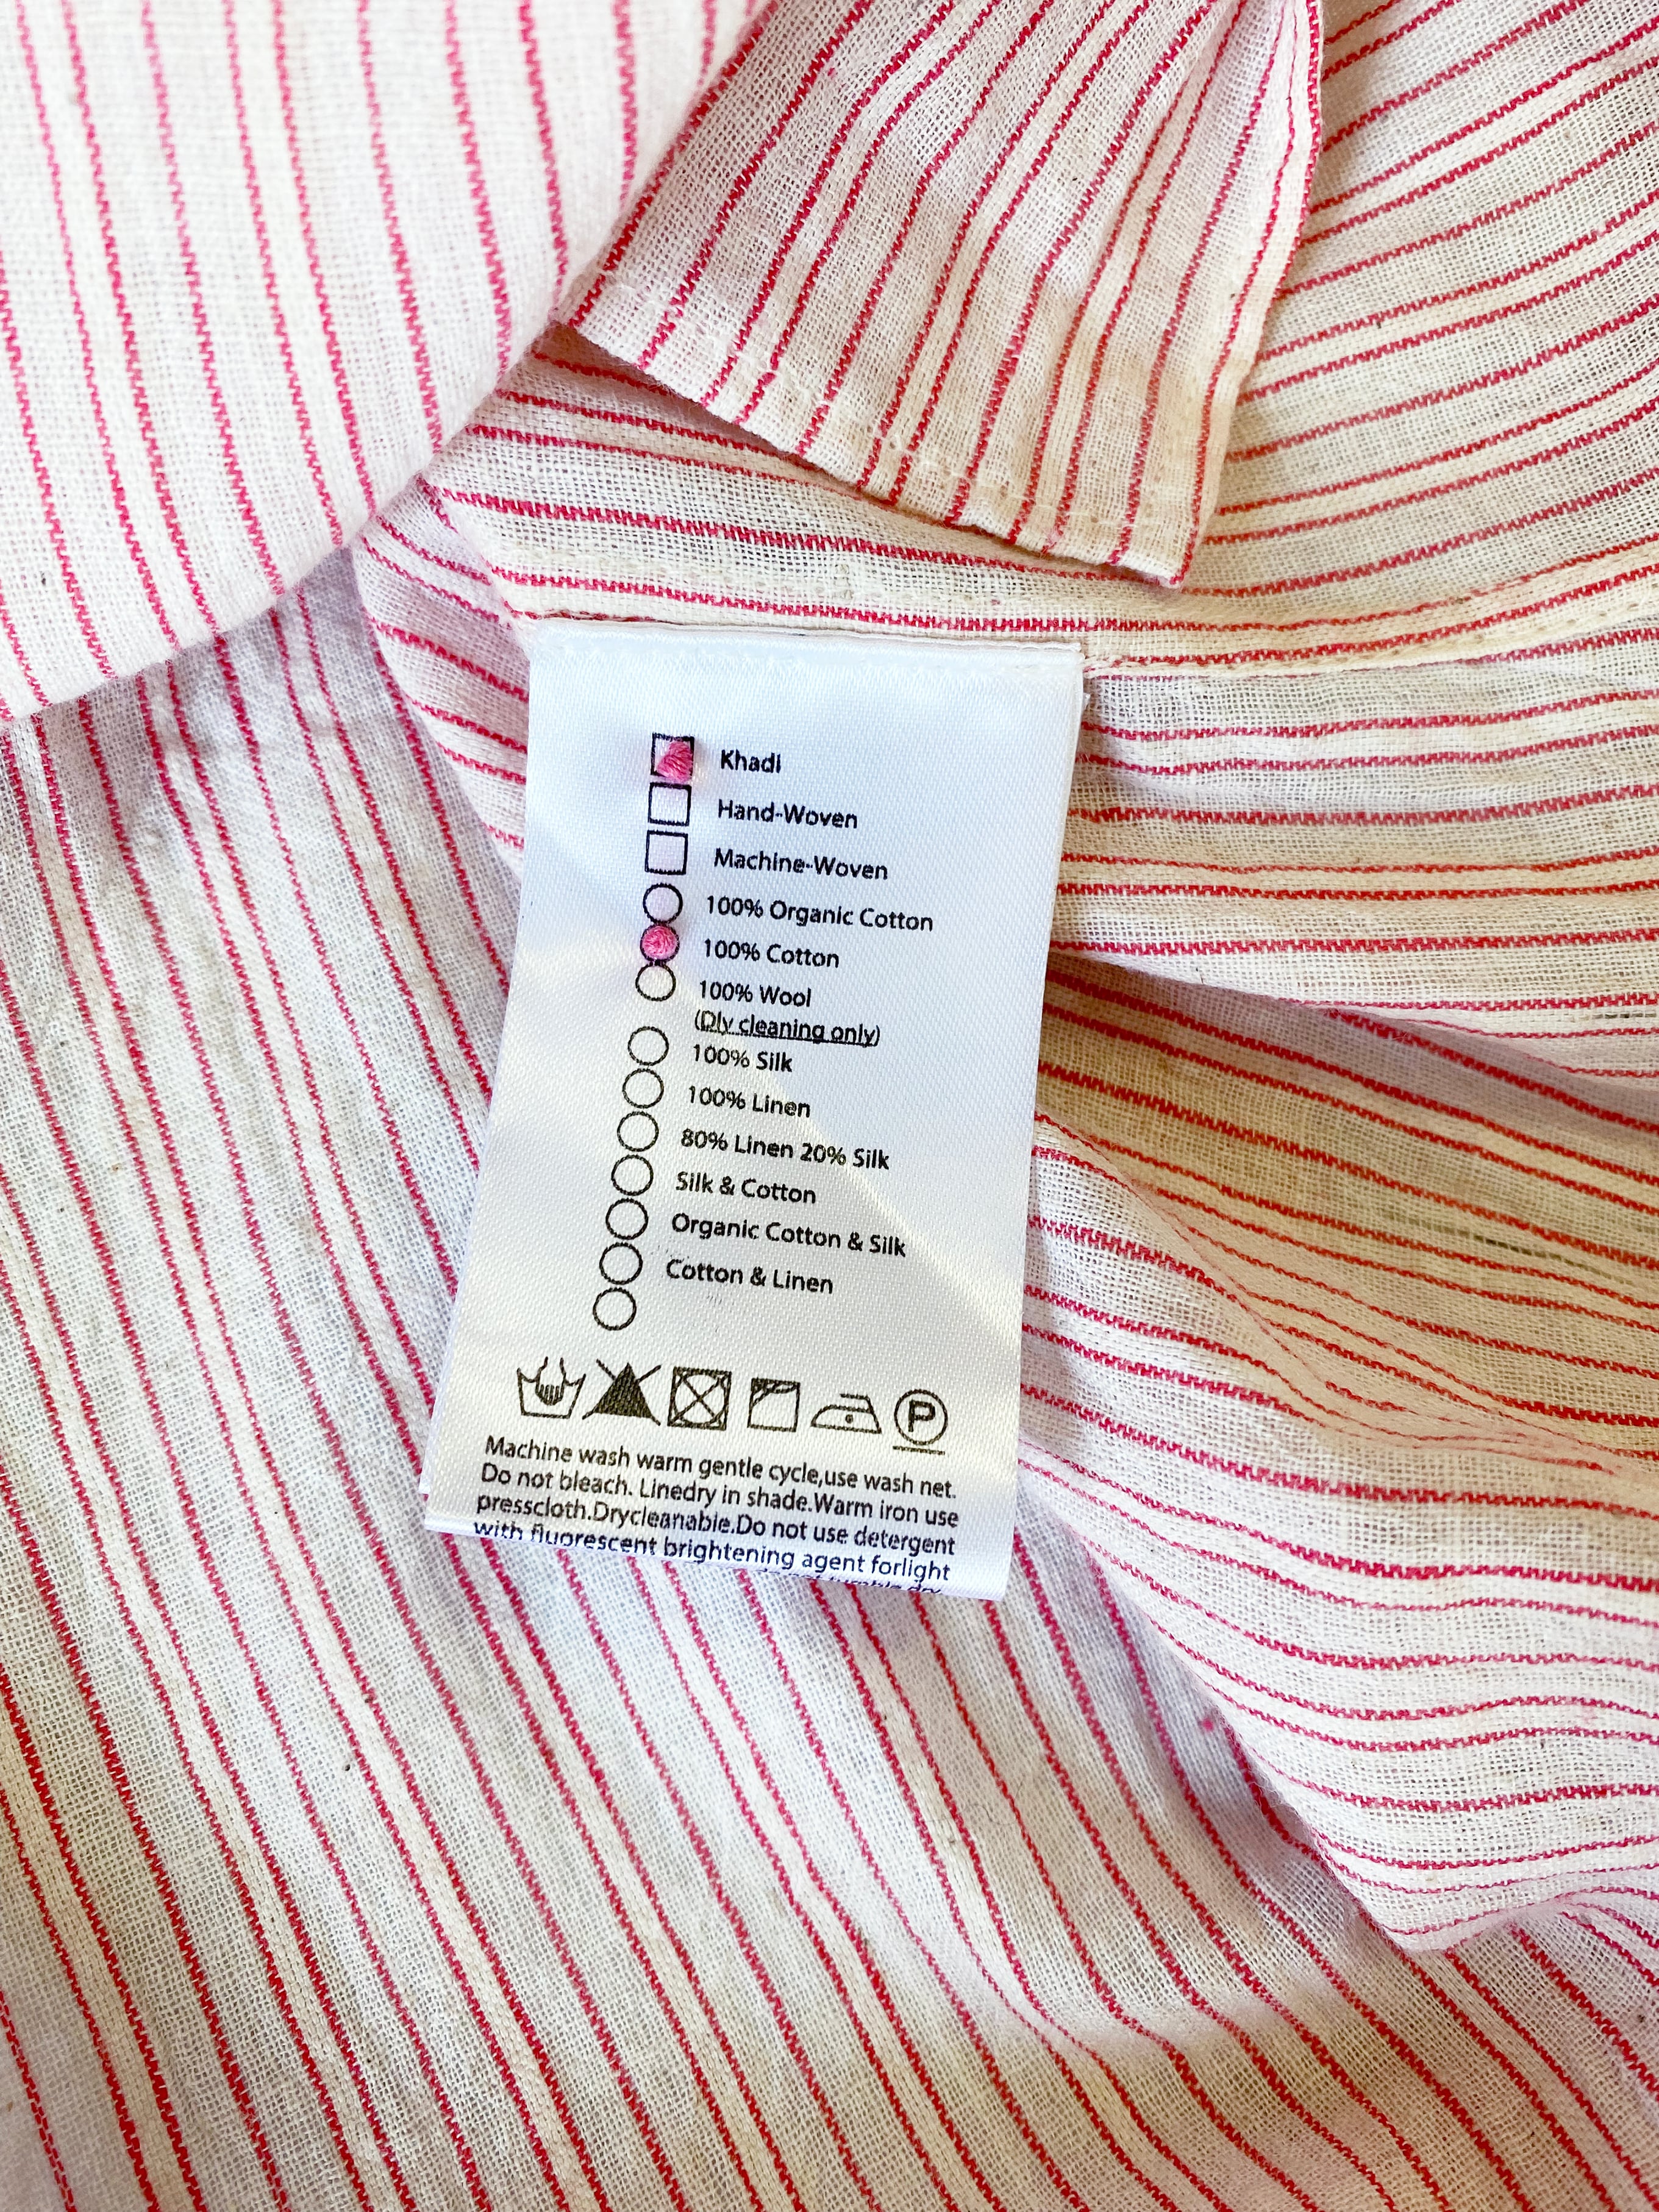 Khadi
Hand-Woven
Machine-Woven
100% Organic Cotton
100% Cotton
100% Wool
(Dly cleaning only)
100% Silk
100% Linen
80% Linen 20% Silk
Silk & Cotton
Organic Cotton & Silk
Cotton & Linen
P
Machine wash warm gentle cycle,use wash net.
Do not bleach. Linedry in shade.Warm iron use
presscloth.Drycleanable.Do not use detergent
with fluorescent brightening agent forlight
not tumble dry